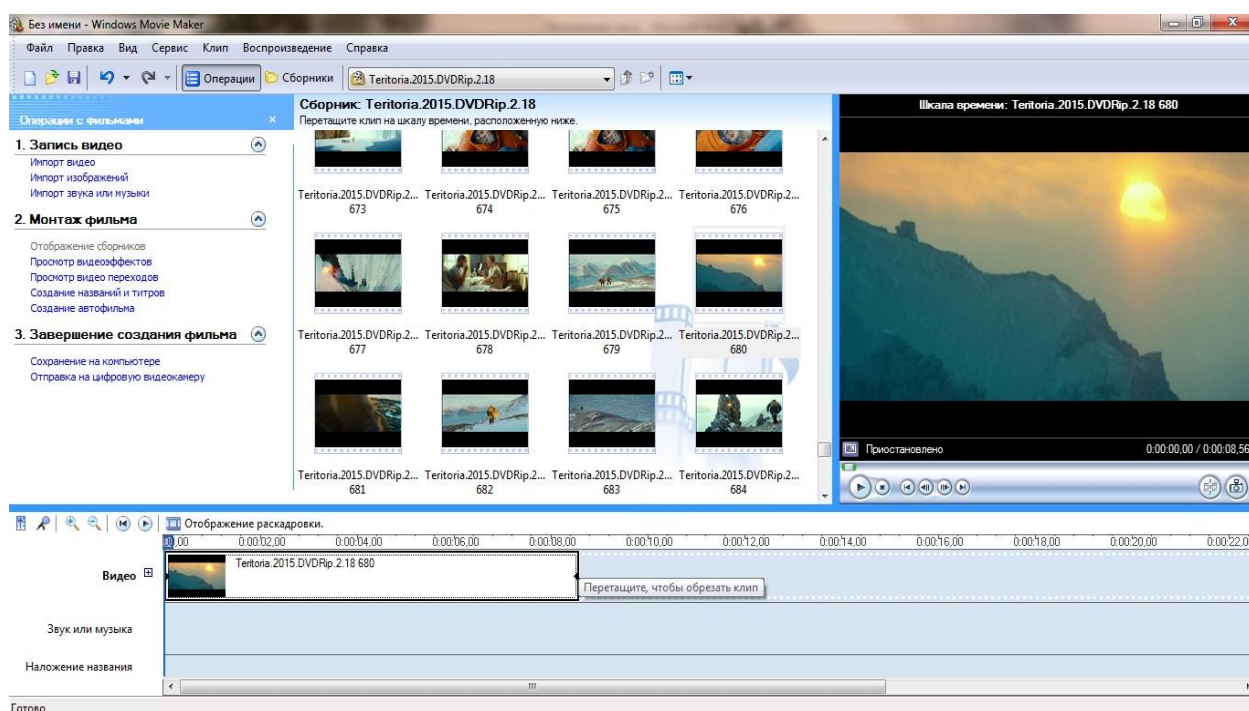 Без имени - Windows Movie Maker
Файл Правка Вид Сервис Клип Воспроизведение Справка
Операции Сборники Teritoria.2015.DVDRip.2.18
Операции с фильмами
1. Запись видео
Импорт видео
Импорт изображений
Импорт звука или музыки
2. Монтаж фильма
Отображение сборников
Просмотр видеоэффектов
Просмотр видео переходов
Создание названий и титров
Создание автофильма
3. Завершение создания фильма
Сохранение на компьютере
Отправка на цифровую видеокамеру
Сборник: Teritoria.2015.DVDRip.2.18
Перетащите клип на шкалу времени, расположенную ниже.
Teritoria.2015.DVDRip.2... Teritoria.2015.DVDRip.2... Teritoria.2015.DVDRip.2... Teritoria.2015.DVDRip.2...
673 674 675 676
Teritoria.2015.DVDRip.2... Teritoria.2015.DVDRip.2... Teritoria.2015.DVDRip.2... Teritoria.2015.DVDRip.2...
677 678 679 680
Teritoria.2015.DVDRip.2... Teritoria.2015.DVDRip.2... Teritoria.2015.DVDRip.2... Teritoria.2015.DVDRip.2...
681 682 683 684
Шкала времени: Teritoria.2015.DVDRip.2.18 680
Приостановлено 0:00:00,00 / 0:00:08,56
Отображение раскадровки.
0:00:02,00 0:00:04,00 0:00:06,00 0:00:08,00 0:00:10,00 0:00:12,00 0:00:14,00 0:00:16,00 0:00:18,00 0:00:20,00
Видео
Teritoria.2015.DVDRip.2.18 680
Перетащите, чтобы обрезать клип
Звук или музыка
Наложение названия
Готово